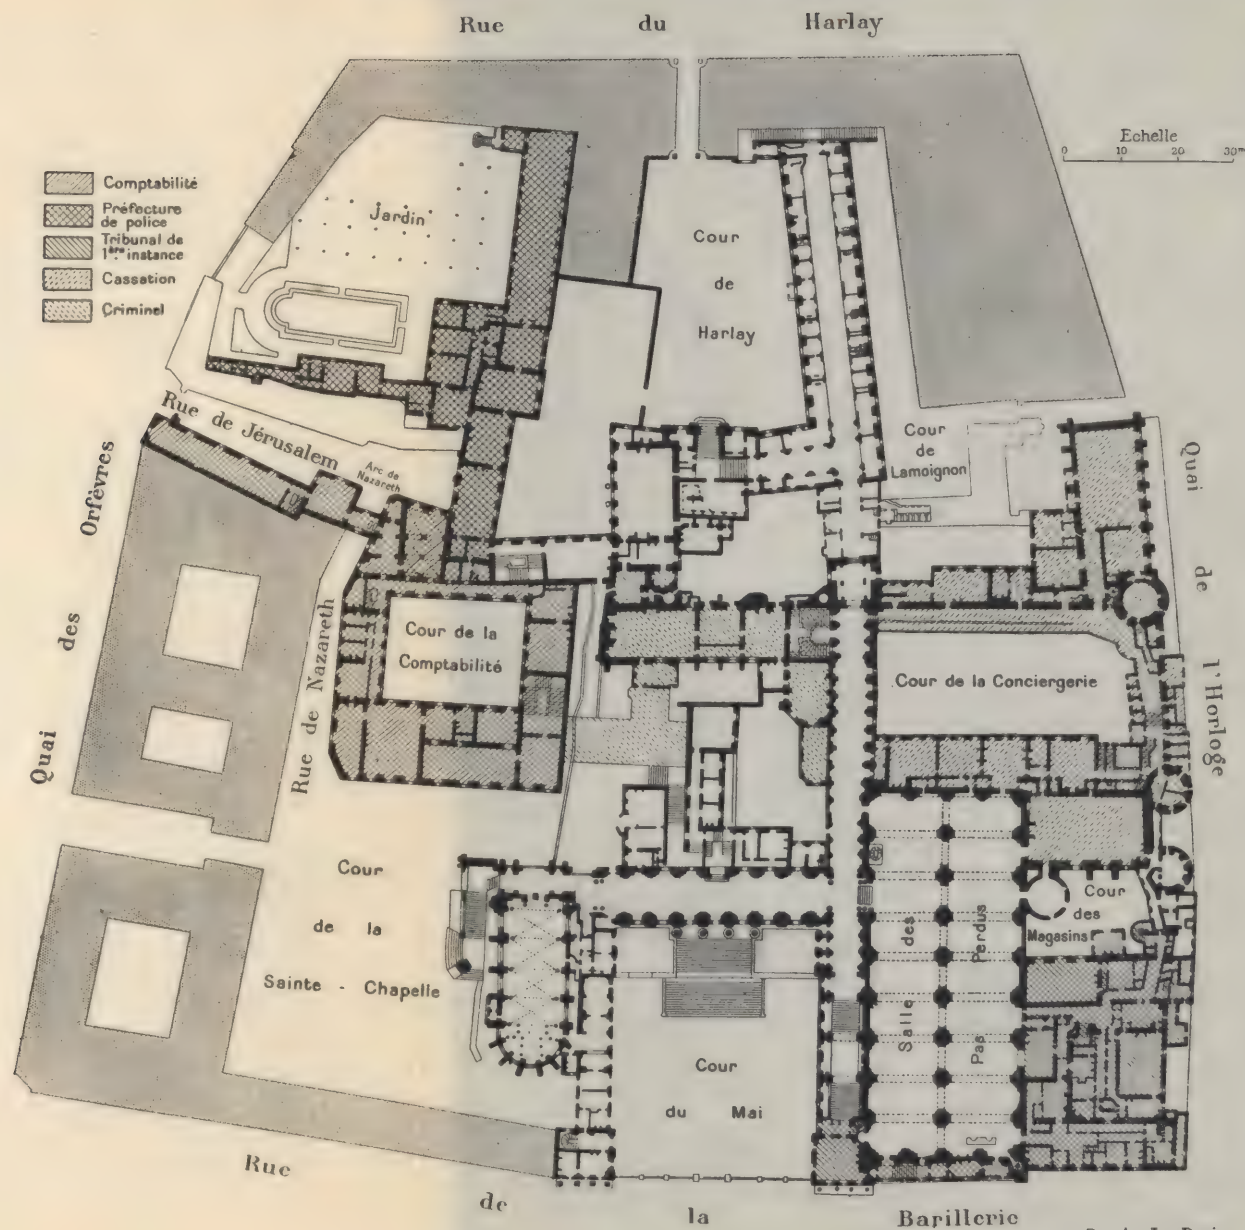 Rue du Harlay
Echelle
0 10 20 30m
Comptabilité
Préfecture
de police
Tribunal de
1ère instance
Cassation
Criminel
Jardin
Cour
de
Harlay
Rue de Jérusalem
Arc de
Nazareth
Cour
de
Lamoignon
Quai des Orfèvres
Quai de l'Horloge
Rue de Nazareth
Cour de la
Comptabilité
Cour de la Conciergerie
Cour
de la
Sainte - Chapelle
Cour
des
Magasins
Salle des
Pas Perdus
Cour
du Mai
Rue de la Barillerie